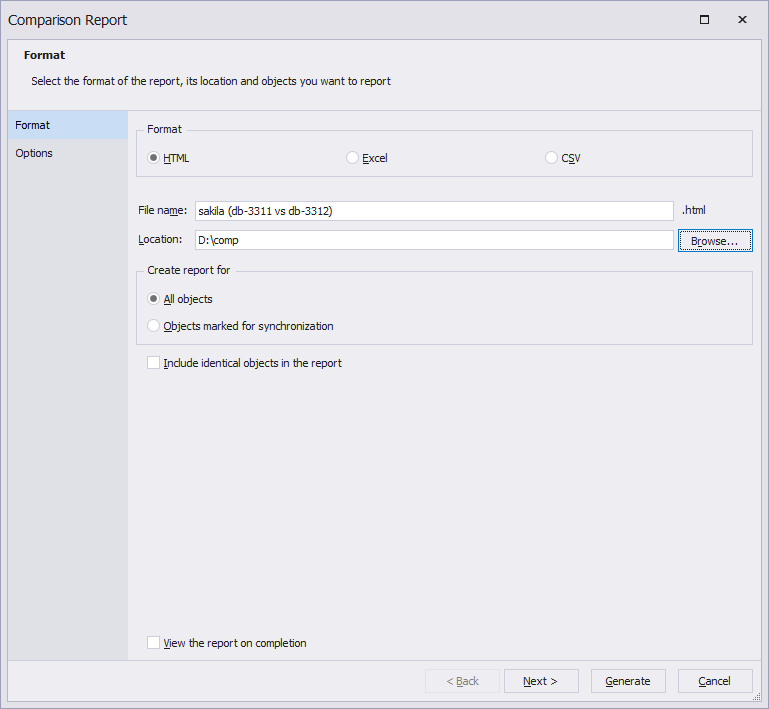 Comparison Report
Format
Select the format of the report, its location and objects you want to report
Format
Options
Format
HTML Excel CSV
File name: sakila (db-3311 vs db-3312) .html
Location: D:\comp Browse...
Create report for
All objects
Objects marked for synchronization
Include identical objects in the report
View the report on completion
< Back Next > Generate Cancel